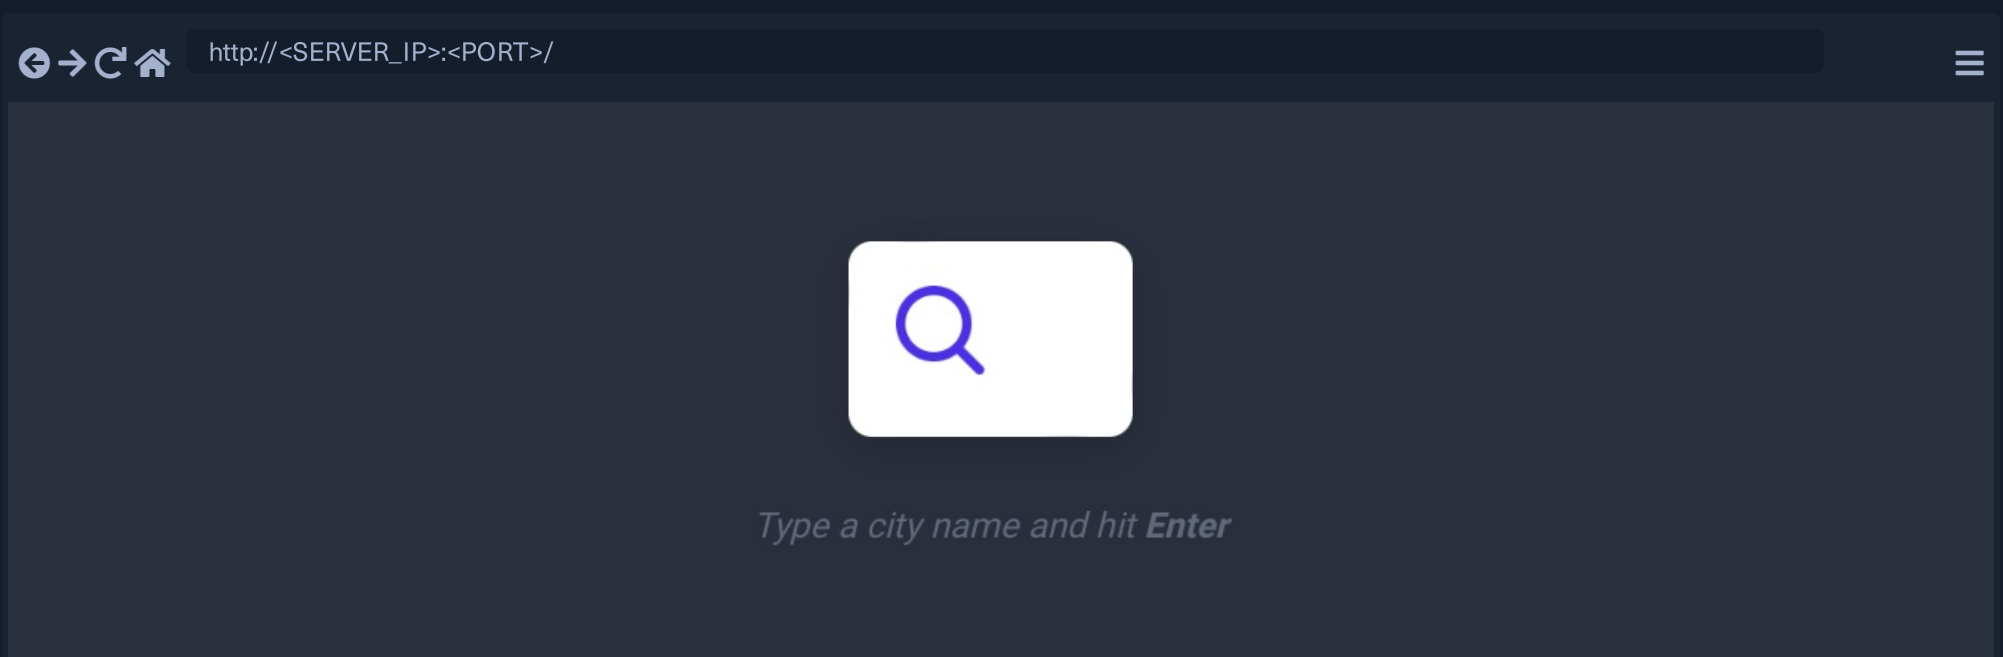 http://<SERVER_IP>:<PORT>/
Type a city name and hit Enter